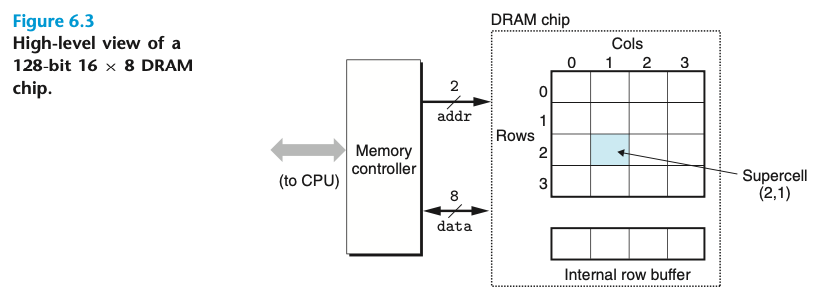 Figure 6.3
High-level view of a
128-bit 16 × 8 DRAM
chip.
DRAM chip
Cols
0 1 2 3
0
1
Rows
2
3
2
addr
Memory
controller
(to CPU)
8
data
Supercell
(2,1)
Internal row buffer